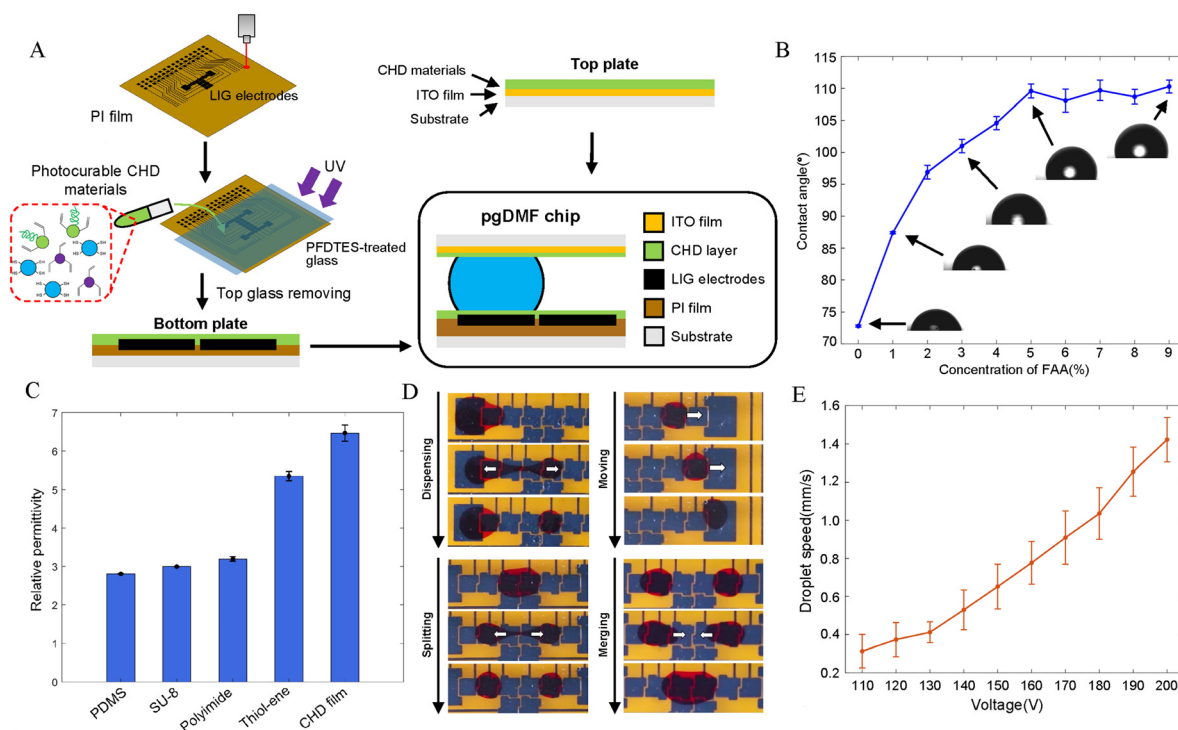 A
LIG electrodes
PI film
Photocurable CHD
materials
UV
HS
SH
PFDTES-treated
glass
Top glass removing
Bottom plate
Top plate
CHD materials
ITO film
Substrate
pgDMF chip
ITO film
CHD layer
LIG electrodes
PI film
Substrate
B
Contact angle(°)
110
105
100
95
90
85
80
75
70
0 1 2 3 4 5 6 7 8 9
Concentration of FAA(%)
C
Relative permittivity
7
6
5
4
3
2
1
0
PDMS
SU-8
Polyimide
Thiol-ene
CHD film
D
Dispensing
Moving
Splitting
Merging
E
Droplet speed(mm/s)
1.6
1.4
1.2
1.0
0.8
0.6
0.4
0.2
110 120 130 140 150 160 170 180 190 200
Voltage(V)